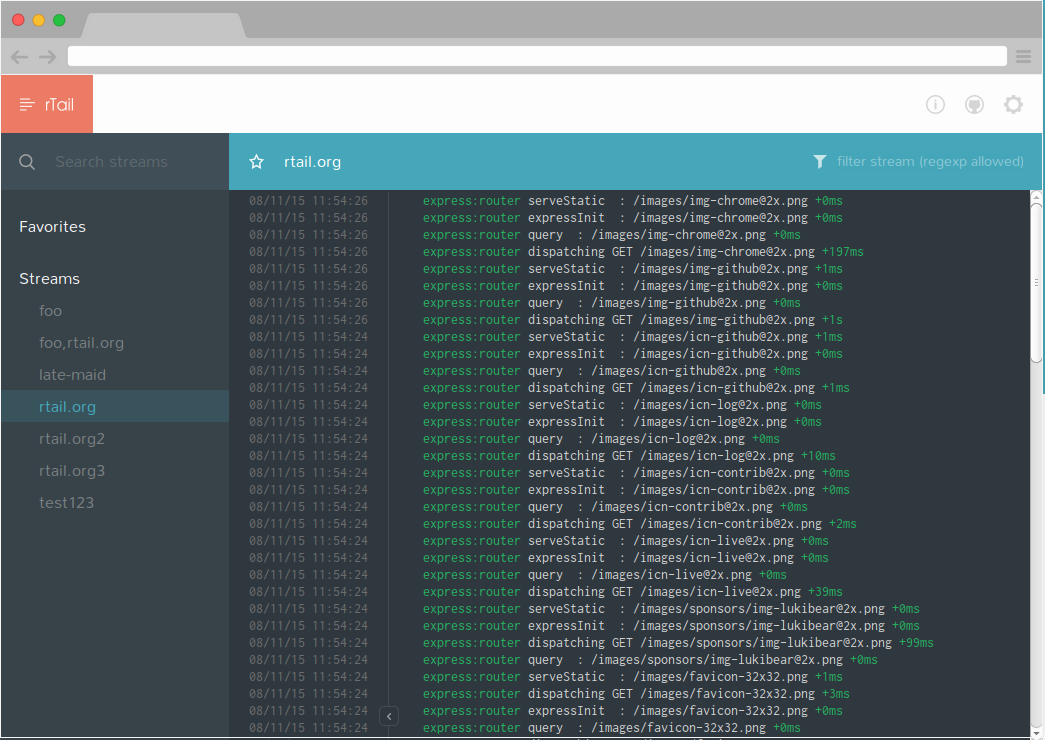 rTail
Search streams
rtail.org
filter stream (regexp allowed)
Favorites
Streams
foo
foo,rtail.org
late-maid
rtail.org
rtail.org2
rtail.org3
test123
08/11/15 11:54:26 express:router serveStatic : /images/img-chrome@2x.png +0ms
08/11/15 11:54:26 express:router expressInit : /images/img-chrome@2x.png +0ms
08/11/15 11:54:26 express:router query : /images/img-chrome@2x.png +0ms
08/11/15 11:54:26 express:router dispatching GET /images/img-chrome@2x.png +197ms
08/11/15 11:54:26 express:router serveStatic : /images/img-github@2x.png +1ms
08/11/15 11:54:26 express:router expressInit : /images/img-github@2x.png +0ms
08/11/15 11:54:26 express:router query : /images/img-github@2x.png +0ms
08/11/15 11:54:26 express:router dispatching GET /images/img-github@2x.png +1s
08/11/15 11:54:24 express:router serveStatic : /images/icn-github@2x.png +1ms
08/11/15 11:54:24 express:router expressInit : /images/icn-github@2x.png +0ms
08/11/15 11:54:24 express:router query : /images/icn-github@2x.png +0ms
08/11/15 11:54:24 express:router dispatching GET /images/icn-github@2x.png +1ms
08/11/15 11:54:24 express:router serveStatic : /images/icn-log@2x.png +0ms
08/11/15 11:54:24 express:router expressInit : /images/icn-log@2x.png +0ms
08/11/15 11:54:24 express:router query : /images/icn-log@2x.png +0ms
08/11/15 11:54:24 express:router dispatching GET /images/icn-log@2x.png +10ms
08/11/15 11:54:24 express:router serveStatic : /images/icn-contrib@2x.png +0ms
08/11/15 11:54:24 express:router expressInit : /images/icn-contrib@2x.png +0ms
08/11/15 11:54:24 express:router query : /images/icn-contrib@2x.png +0ms
08/11/15 11:54:24 express:router dispatching GET /images/icn-contrib@2x.png +2ms
08/11/15 11:54:24 express:router serveStatic : /images/icn-live@2x.png +0ms
08/11/15 11:54:24 express:router expressInit : /images/icn-live@2x.png +0ms
08/11/15 11:54:24 express:router query : /images/icn-live@2x.png +0ms
08/11/15 11:54:24 express:router dispatching GET /images/icn-live@2x.png +39ms
08/11/15 11:54:24 express:router serveStatic : /images/sponsors/img-lukibear@2x.png +0ms
08/11/15 11:54:24 express:router expressInit : /images/sponsors/img-lukibear@2x.png +0ms
08/11/15 11:54:24 express:router dispatching GET /images/sponsors/img-lukibear@2x.png +99ms
08/11/15 11:54:24 express:router query : /images/sponsors/img-lukibear@2x.png +0ms
08/11/15 11:54:24 express:router serveStatic : /images/favicon-32x32.png +1ms
08/11/15 11:54:24 express:router dispatching GET /images/favicon-32x32.png +3ms
08/11/15 11:54:24 express:router expressInit : /images/favicon-32x32.png +0ms
08/11/15 11:54:24 express:router query : /images/favicon-32x32.png +0ms